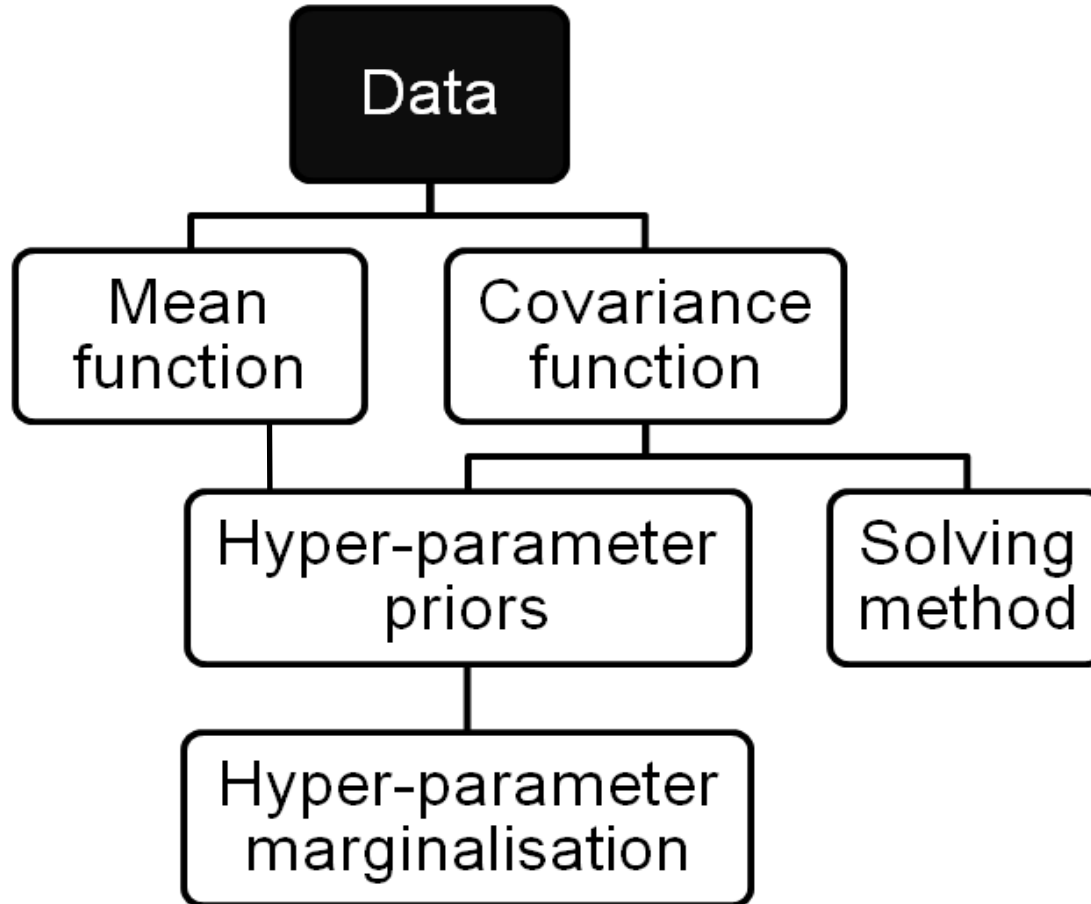 Data
Mean
function
Covariance
function
Hyper-parameter
priors
Solving
method
Hyper-parameter
marginalisation